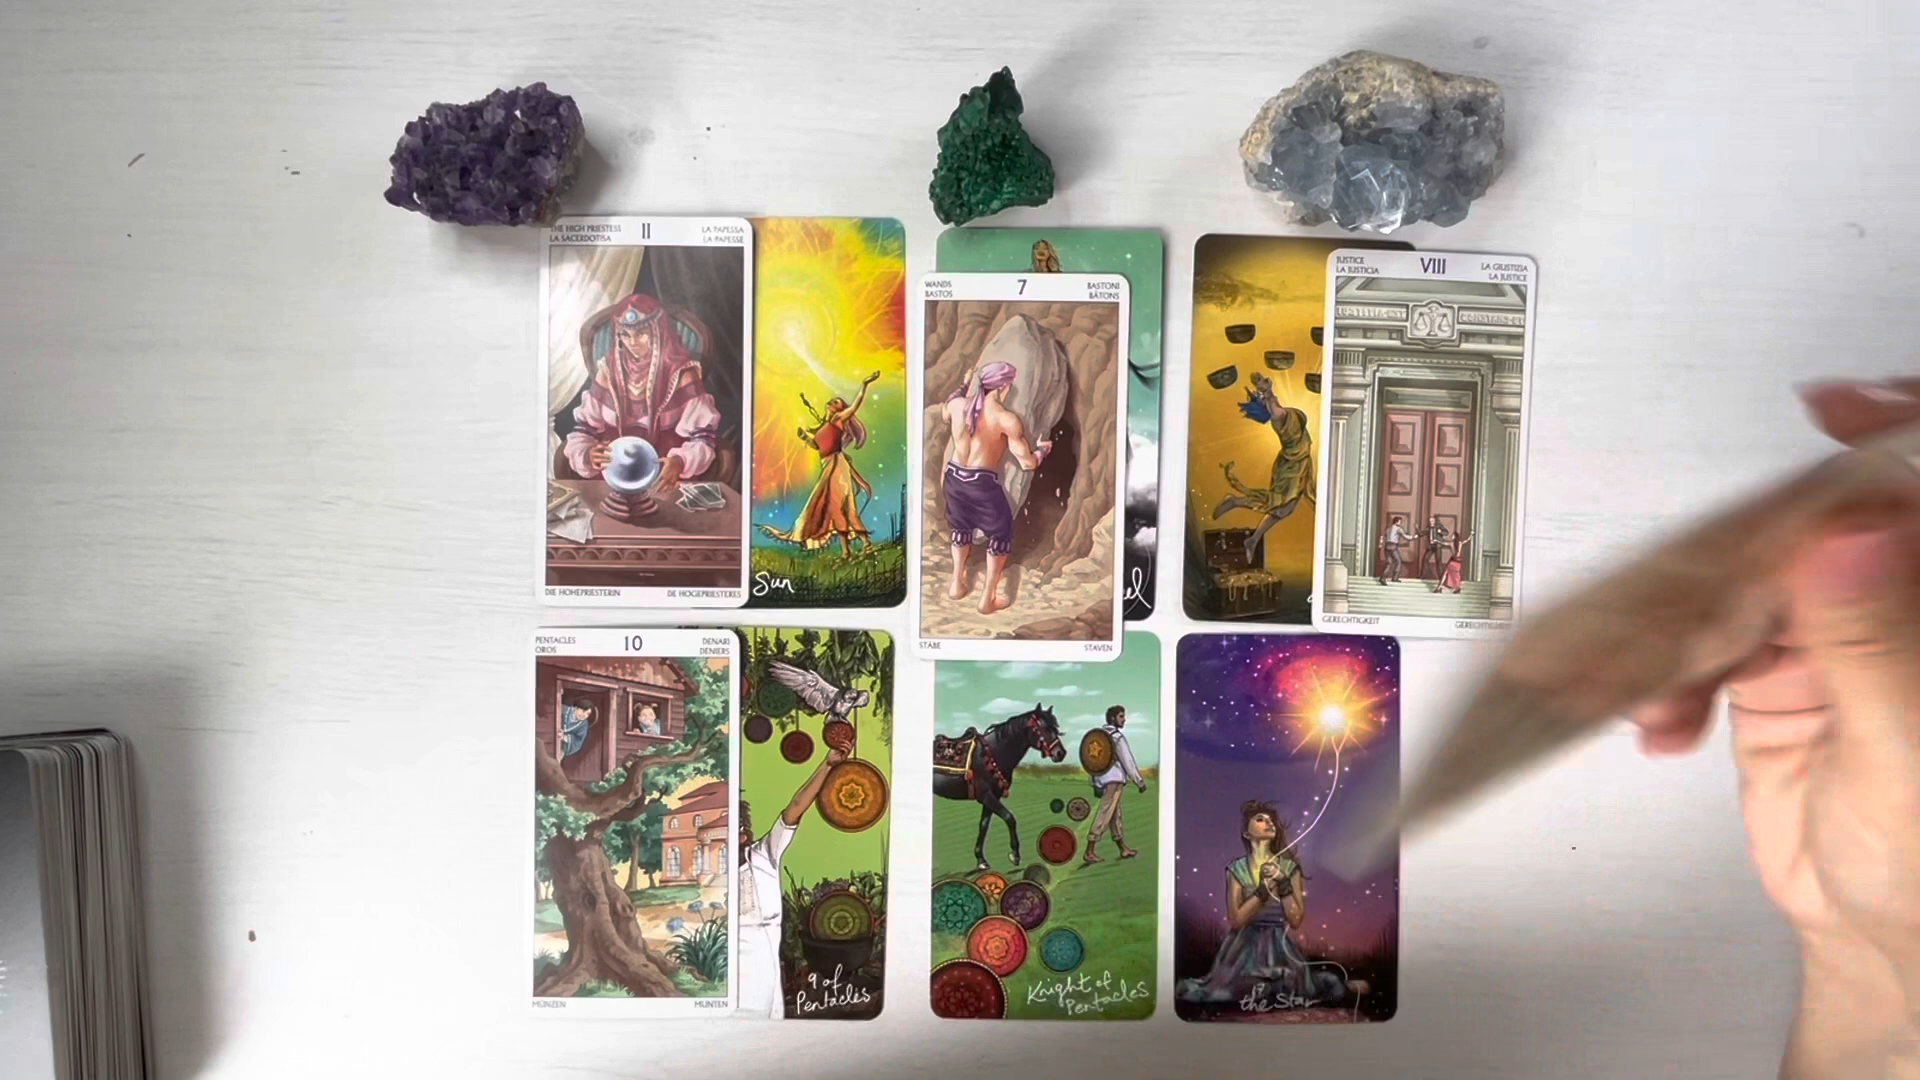 THE HIGH PRIESTESS
LA SACERDOTISA
II
LA PAPESSA
LA PAPESSE
DIE HOHEPRIESTERIN
DE HOGEPRIESTERES
Sun
WANDS
BASTOS
7
BASTONI
BÂTONS
STÄBE
STAVEN
JUSTICE
LA JUSTICIA
VIII
LA GIUSTIZIA
LA JUSTICE
GERECHTIGKEIT
PENTACLES
OROS
10
DENARI
DENIERS
MÜNZEN
MUNTEN
9 of
Pentacles
Knight of
Pentacles
17
the Star